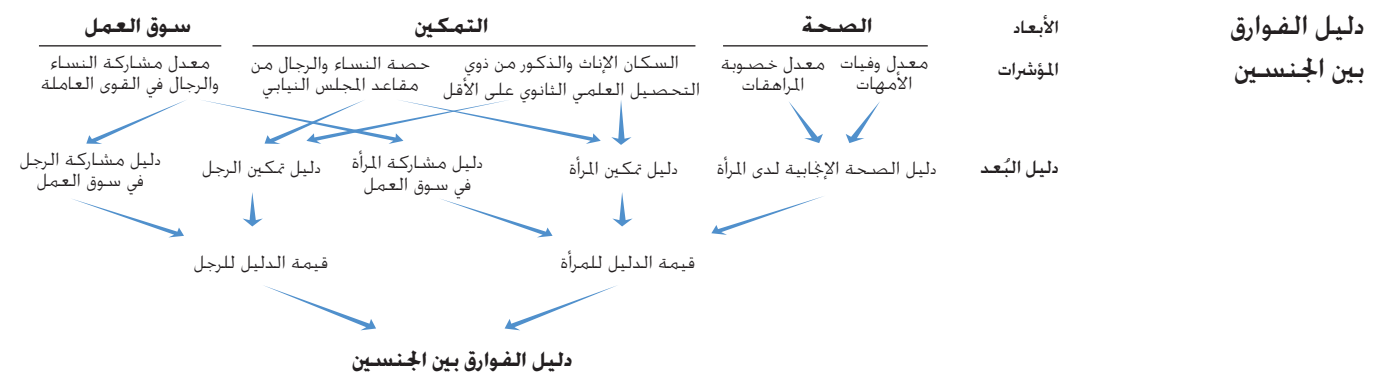 دليل الفوارق
بين الجنسين
الأبعاد
الصحة
التمكين
سوق العمل
المؤشرات
معدل وفيات
الأمهات
معدل خصوبة
المراهقات
السكان الإناث والذكور من ذوي
التحصيل العلمي الثانوي على الأقل
حصة النساء والرجال من
مقاعد المجلس النيابي
معدل مشاركة النساء
والرجال في القوى العاملة
دليل البُعد
دليل الصحة الإنجابية لدى المرأة
دليل تمكين المرأة
دليل مشاركة المرأة
في سوق العمل
دليل تمكين الرجل
دليل مشاركة الرجل
في سوق العمل
قيمة الدليل للمرأة
قيمة الدليل للرجل
دليل الفوارق بين الجنسين